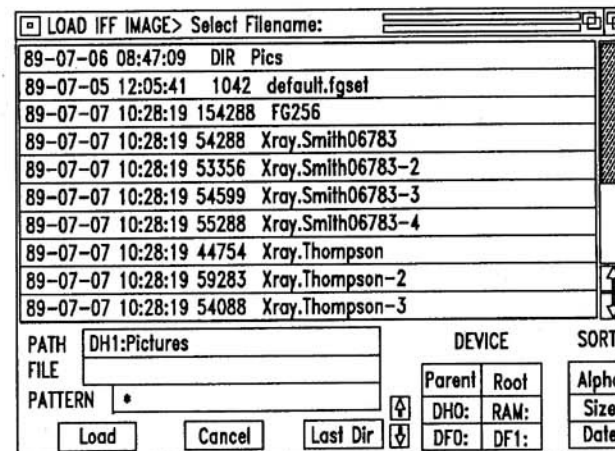 LOAD IFF IMAGE> Select Filename:
89-07-06 08:47:09 DIR Pics
89-07-05 12:05:41 1042 default.fgset
89-07-07 10:28:19 154288 FG256
89-07-07 10:28:19 54288 Xray.Smith06783
89-07-07 10:28:19 53356 Xray.Smith06783-2
89-07-07 10:28:19 54599 Xray.Smith06783-3
89-07-07 10:28:19 55288 Xray.Smith06783-4
89-07-07 10:28:19 44754 Xray.Thompson
89-07-07 10:28:19 59283 Xray.Thompson-2
89-07-07 10:28:19 54088 Xray.Thompson-3
PATH DH1:Pictures
FILE
PATTERN *
Load Cancel Last Dir
DEVICE
Parent Root
DH0: RAM:
DF0: DF1:
SORT
Alpha
Size
Date